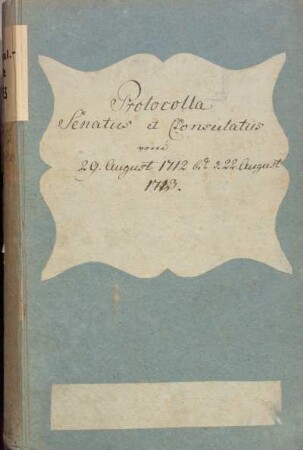 Protocolla
Senatus et Consulatus
vom
29. August 1712 bis d. 22 August
1713.